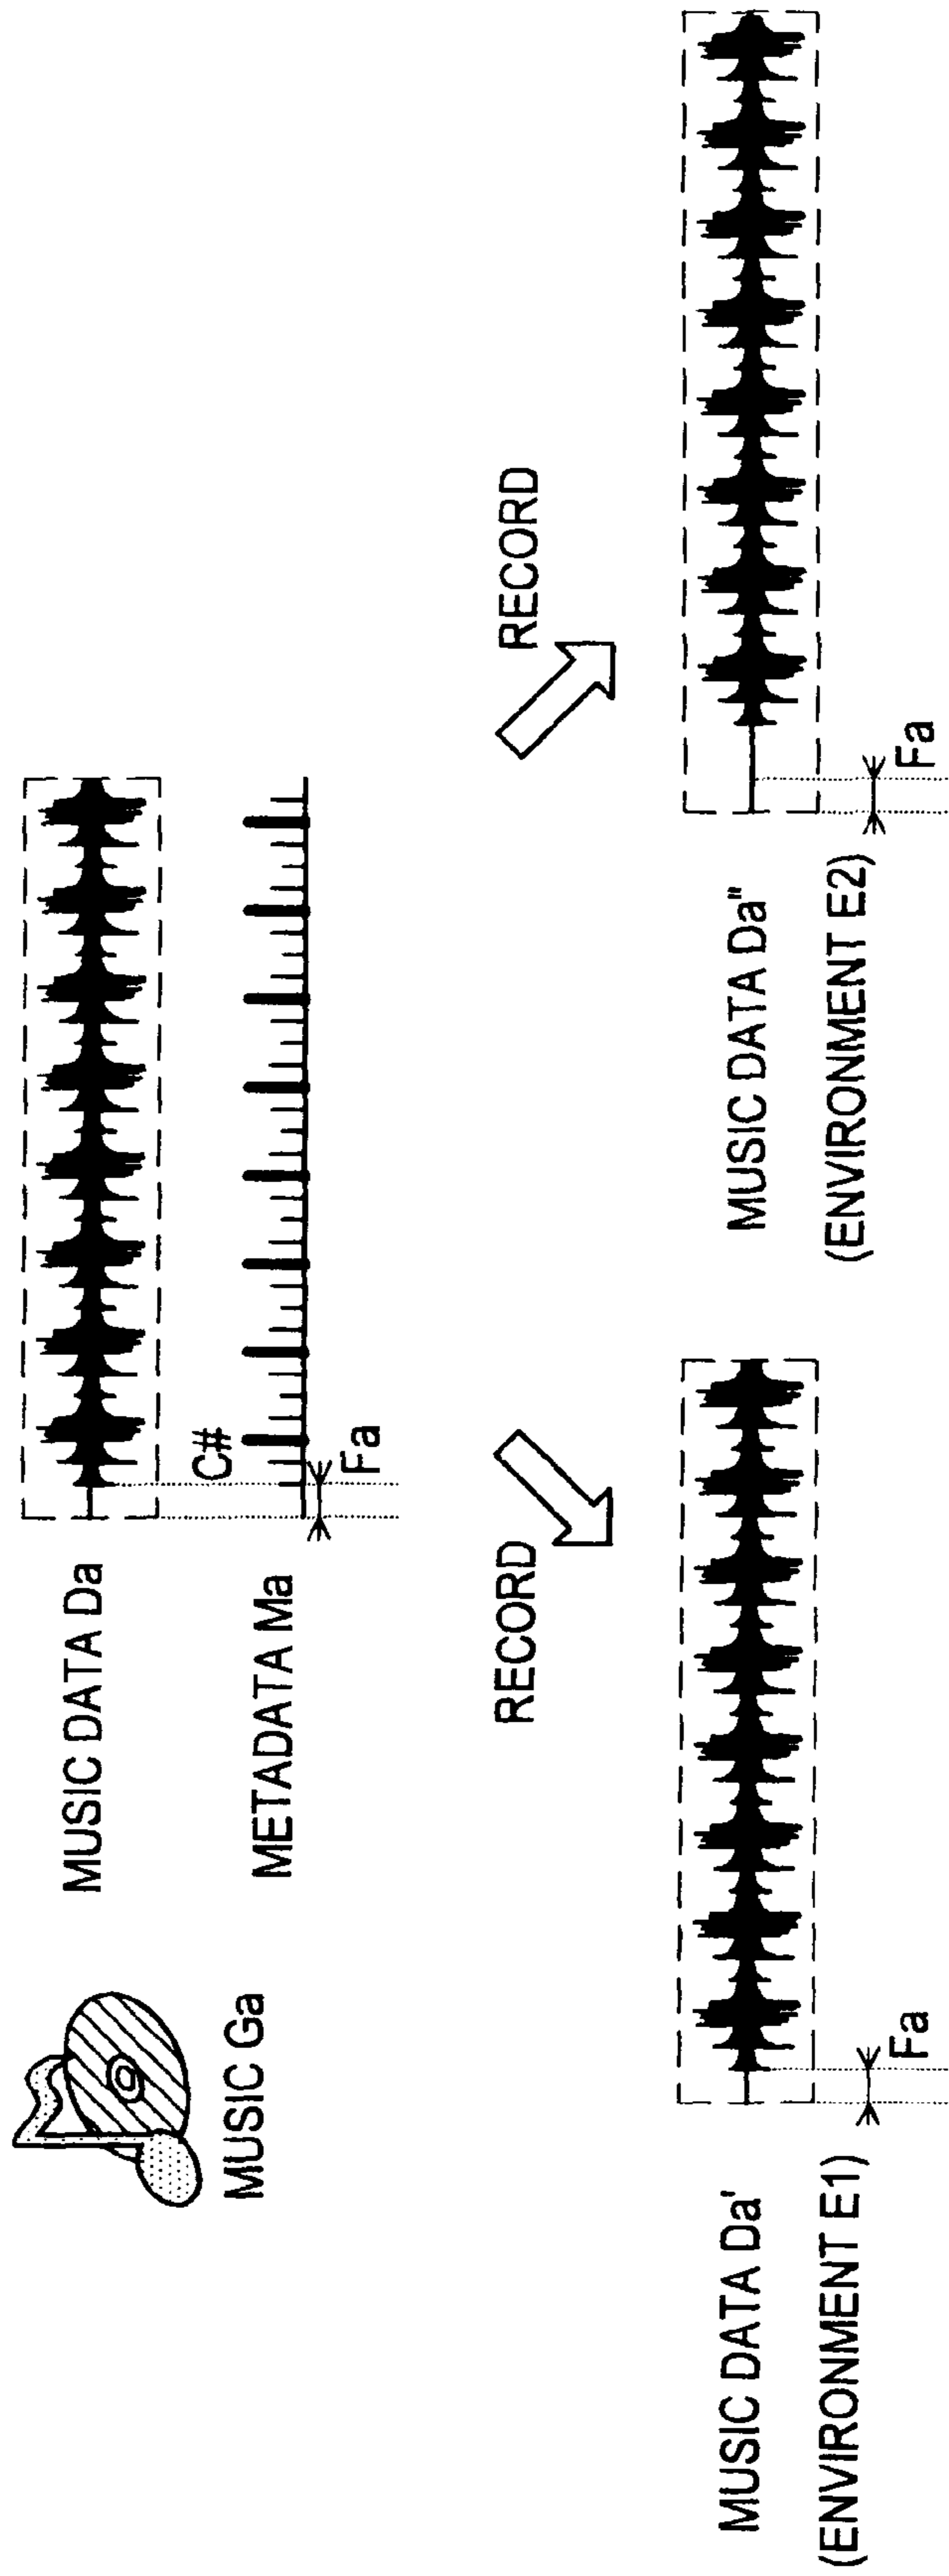 MUSIC Ga
MUSIC DATA Da
METADATA Ma
C#
Fa
RECORD
RECORD
MUSIC DATA Da'
(ENVIRONMENT E1)
Fa
MUSIC DATA Da"
(ENVIRONMENT E2)
Fa